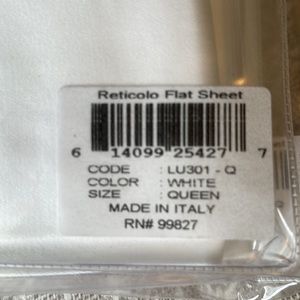 Reticolo Flat Sheet
6 14099 25427 7
CODE : LU301 - Q
COLOR : WHITE
SIZE : QUEEN
MADE IN ITALY
RN# 99827